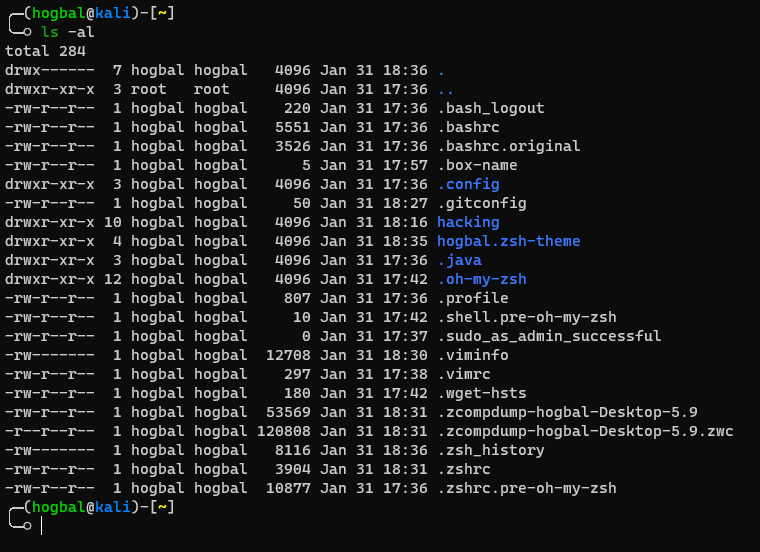 ┌─(hogbal@kali)-[~]
└─○ ls -al
total 284
drwx------  7 hogbal hogbal   4096 Jan 31 18:36 .
drwxr-xr-x  3 root   root     4096 Jan 31 17:36 ..
-rw-r--r--  1 hogbal hogbal    220 Jan 31 17:36 .bash_logout
-rw-r--r--  1 hogbal hogbal   5551 Jan 31 17:36 .bashrc
-rw-r--r--  1 hogbal hogbal   3526 Jan 31 17:36 .bashrc.original
-rw-r--r--  1 hogbal hogbal      5 Jan 31 17:57 .box-name
drwxr-xr-x  3 hogbal hogbal   4096 Jan 31 17:36 .config
-rw-r--r--  1 hogbal hogbal     50 Jan 31 18:27 .gitconfig
drwxr-xr-x 10 hogbal hogbal   4096 Jan 31 18:16 hacking
drwxr-xr-x  4 hogbal hogbal   4096 Jan 31 18:35 hogbal.zsh-theme
drwxr-xr-x  3 hogbal hogbal   4096 Jan 31 17:36 .java
drwxr-xr-x 12 hogbal hogbal   4096 Jan 31 17:42 .oh-my-zsh
-rw-r--r--  1 hogbal hogbal    807 Jan 31 17:36 .profile
-rw-r--r--  1 hogbal hogbal     10 Jan 31 17:42 .shell.pre-oh-my-zsh
-rw-r--r--  1 hogbal hogbal      0 Jan 31 17:37 .sudo_as_admin_successful
-rw-------  1 hogbal hogbal  12708 Jan 31 18:30 .viminfo
-rw-r--r--  1 hogbal hogbal    297 Jan 31 17:38 .vimrc
-rw-r--r--  1 hogbal hogbal    180 Jan 31 17:42 .wget-hsts
-rw-r--r--  1 hogbal hogbal  53569 Jan 31 18:31 .zcompdump-hogbal-Desktop-5.9
-r--r--r--  1 hogbal hogbal 120808 Jan 31 18:31 .zcompdump-hogbal-Desktop-5.9.zwc
-rw-------  1 hogbal hogbal   8116 Jan 31 18:36 .zsh_history
-rw-r--r--  1 hogbal hogbal   3904 Jan 31 18:31 .zshrc
-rw-r--r--  1 hogbal hogbal  10877 Jan 31 17:36 .zshrc.pre-oh-my-zsh
┌─(hogbal@kali)-[~]
└─○